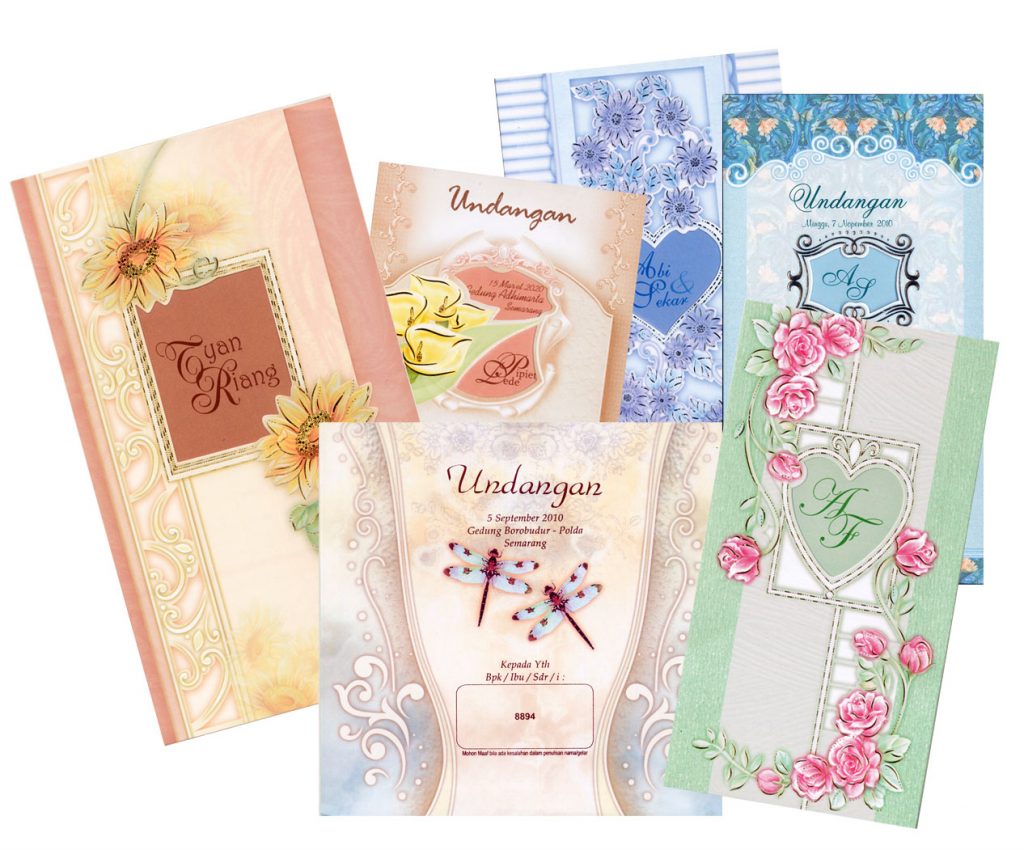 Tyan
Riang
Undangan
15 Maret 2020
Gedung Adhimarta
Semarang
Pipiet
Dede
Abi
&
Sekar
Undangan
Minggu, 7 Nopember 2010
AS
Undangan
5 September 2010
Gedung Borobudur - Polda
Semarang
Kepada Yth
Bpk / Ibu / Sdr / i :
8894
Mohon Maaf bila ada kesalahan dalam penulisan nama/gelar
AF